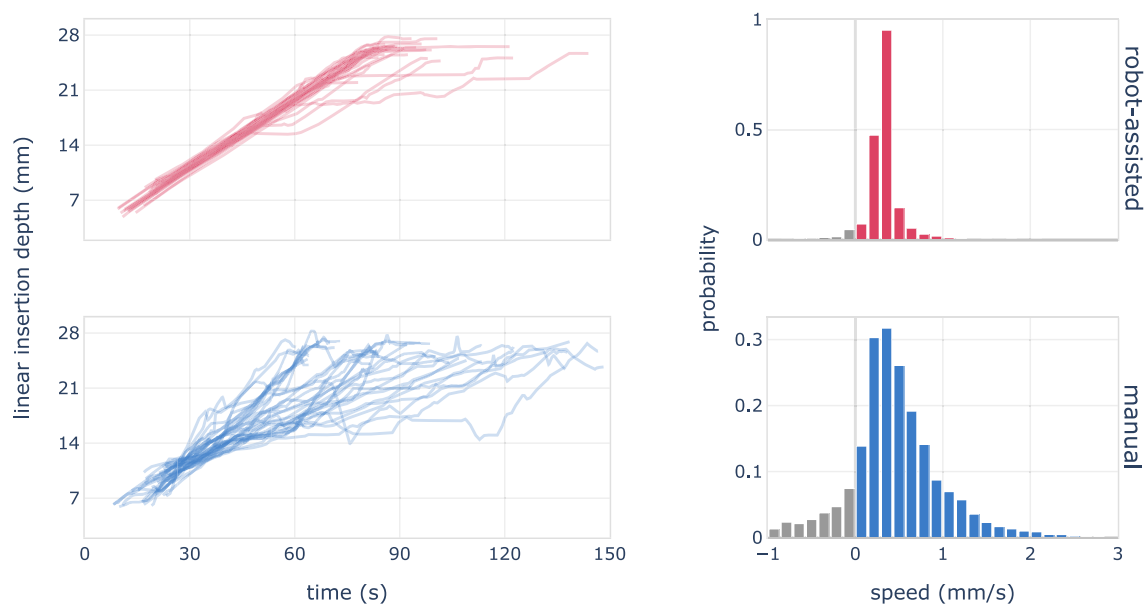 linear insertion depth (mm)
28
21
14
7
28
21
14
7
0 30 60 90 120 150
time (s)
probability
1
0.5
0
robot-assisted
0.3
0.2
0.1
0
manual
−1 0 1 2 3
speed (mm/s)